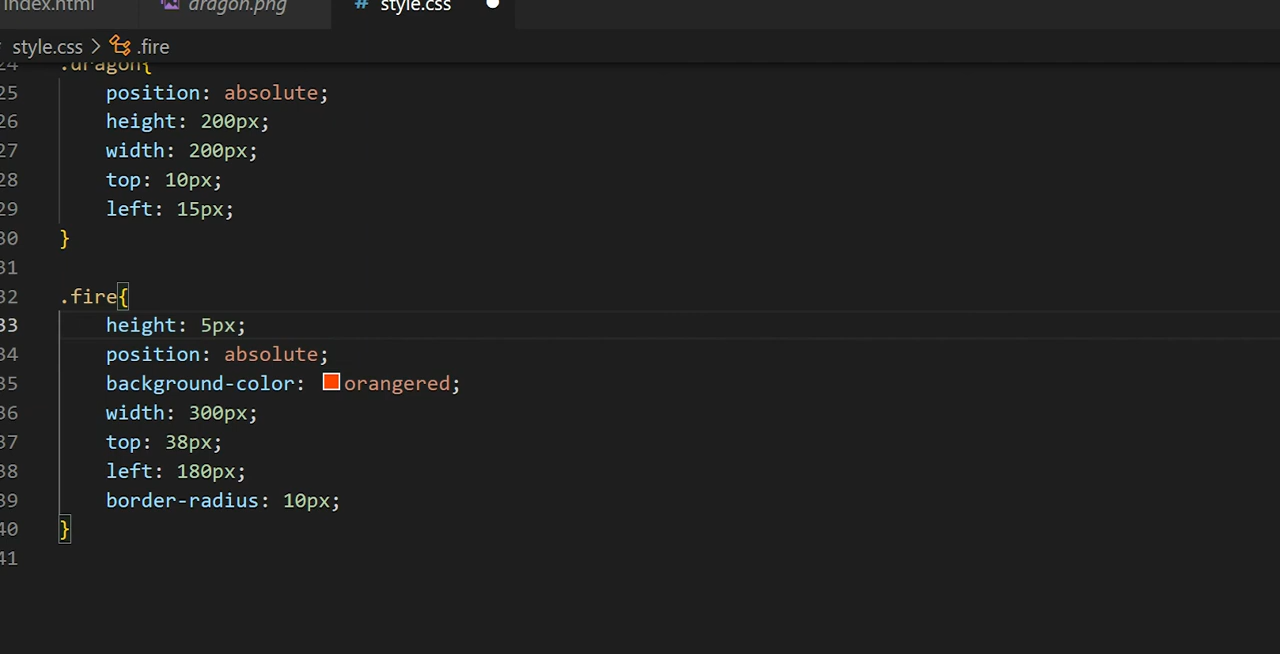 index.html dragon.png # style.css
style.css > .fire
24 .dragon{
25 position: absolute;
26 height: 200px;
27 width: 200px;
28 top: 10px;
29 left: 15px;
30 }
31
32 .fire{
33 height: 5px;
34 position: absolute;
35 background-color: orangered;
36 width: 300px;
37 top: 38px;
38 left: 180px;
39 border-radius: 10px;
40 }
41